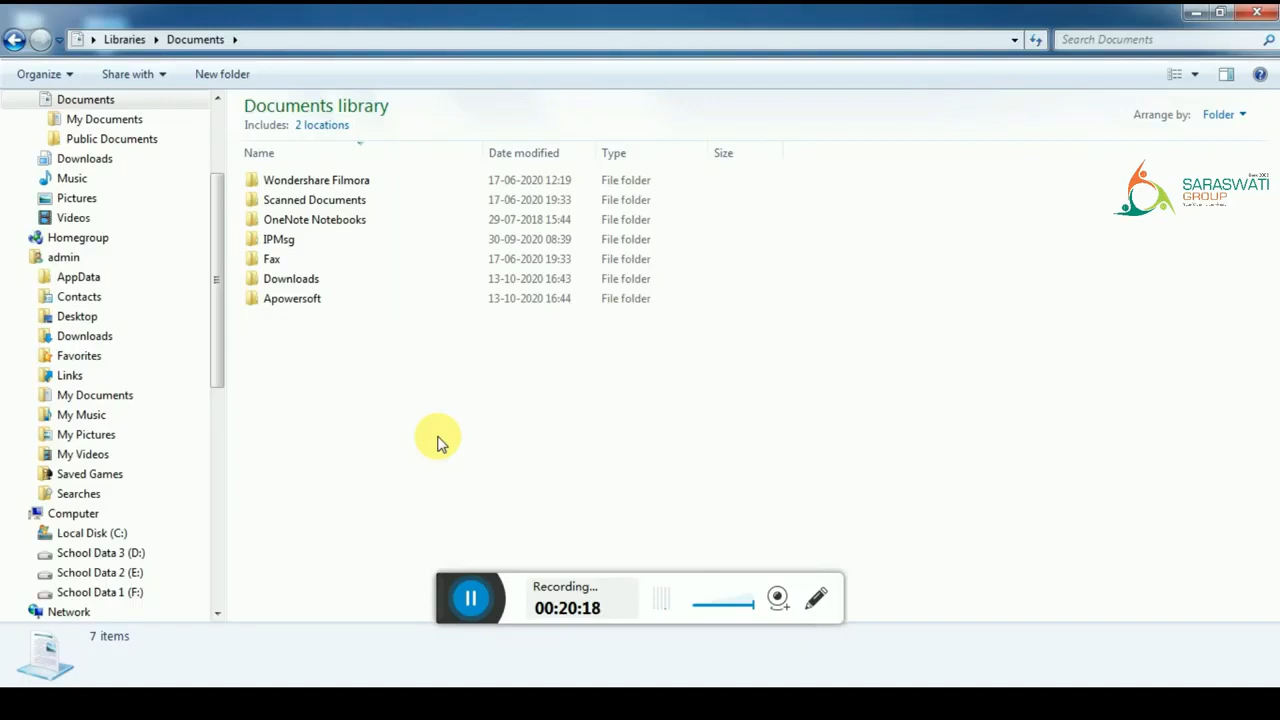 Libraries Documents
Search Documents
Organize Share with New folder
Documents
My Documents
Public Documents
Downloads
Music
Pictures
Videos
Homegroup
admin
AppData
Contacts
Desktop
Downloads
Favorites
Links
My Documents
My Music
My Pictures
My Videos
Saved Games
Searches
Computer
Local Disk (C:)
School Data 3 (D:)
School Data 2 (E:)
School Data 1 (F:)
Network
Documents library
Includes: 2 locations
Arrange by: Folder
Name Date modified Type Size
Wondershare Filmora 17-06-2020 12:19 File folder
Scanned Documents 17-06-2020 19:33 File folder
OneNote Notebooks 29-07-2018 15:44 File folder
IPMsg 30-09-2020 08:39 File folder
Fax 17-06-2020 19:33 File folder
Downloads 13-10-2020 16:43 File folder
Apowersoft 13-10-2020 16:44 File folder
SARASWATI
GROUP
Recording...
00:20:18
7 items